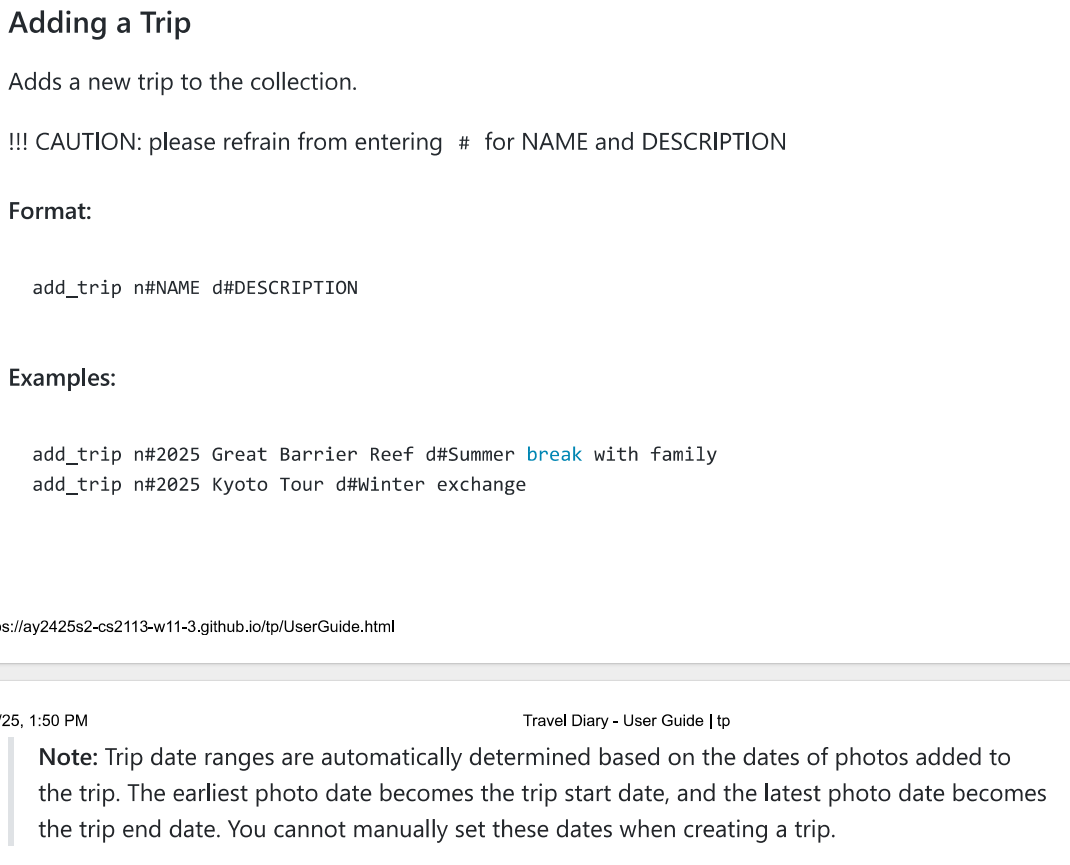 Adding a Trip
Adds a new trip to the collection.
!!! CAUTION: please refrain from entering # for NAME and DESCRIPTION
Format:
add_trip n#NAME d#DESCRIPTION
Examples:
add_trip n#2025 Great Barrier Reef d#Summer break with family
add_trip n#2025 Kyoto Tour d#Winter exchange
s://ay2425s2-cs2113-w11-3.github.io/tp/UserGuide.html
/25, 1:50 PM Travel Diary - User Guide | tp
Note: Trip date ranges are automatically determined based on the dates of photos added to
the trip. The earliest photo date becomes the trip start date, and the latest photo date becomes
the trip end date. You cannot manually set these dates when creating a trip.